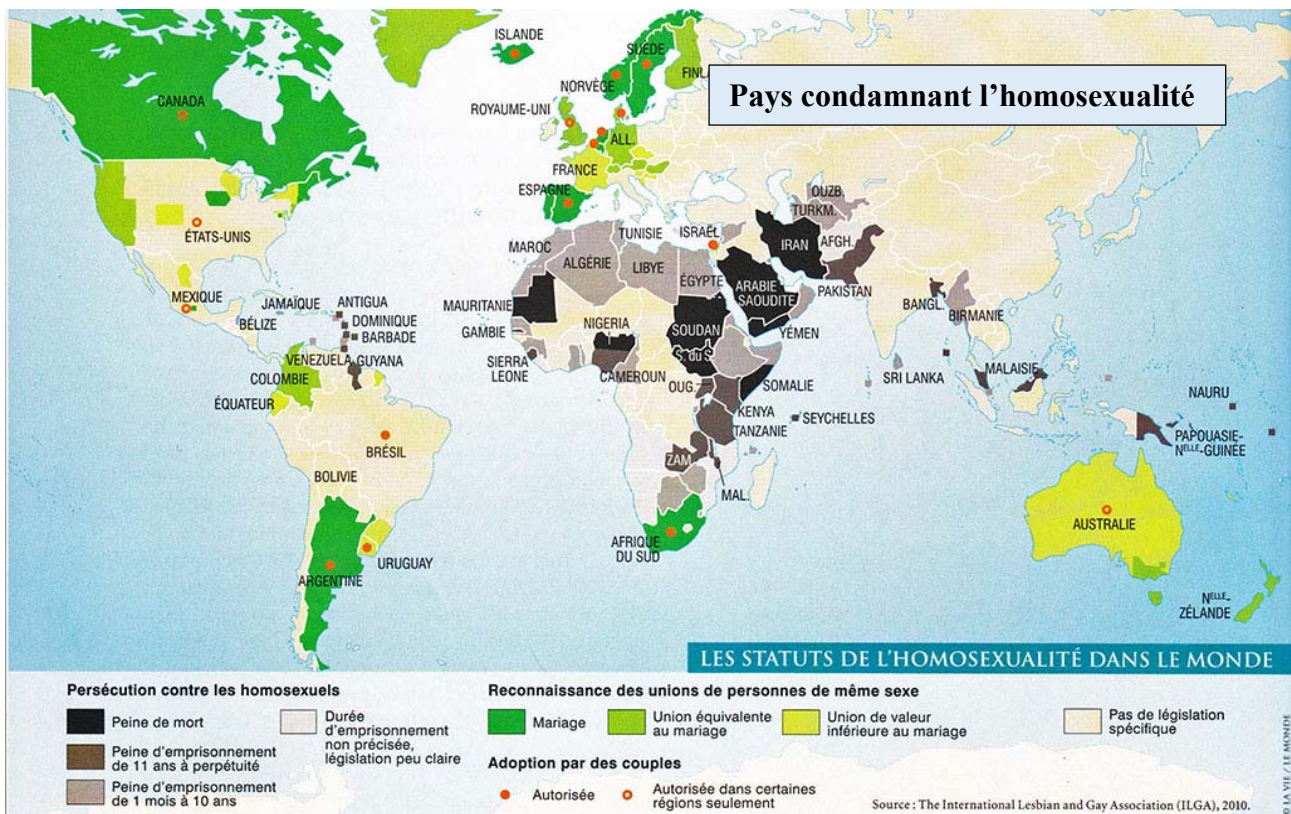 ISLANDE
SUÈDE
NORVÈGE
FINL
Pays condamnant l’homosexualité
CANADA
ROYAUME-UNI
ALL.
FRANCE
ESPAGNE
OUZB.
TURKM.
ÉTATS-UNIS
TUNISIE
ISRAËL
IRAN
AFGH.
MAROC
ALGÉRIE
LIBYE
ÉGYPTE
ARABIE
SAOUDITE
PAKISTAN
BANGL.
BIRMANIE
MEXIQUE
JAMAÏQUE
ANTIGUA
DOMINIQUE
BARBADE
BÉLIZE
MAURITANIE
GAMBIE
NIGERIA
SOUDAN
YÉMEN
VENEZUELA
GUYANA
COLOMBIE
SIERRA
LEONE
CAMEROUN
S. du S.
OUG.
SOMALIE
SRI LANKA
MALAISIE
ÉQUATEUR
KENYA
TANZANIE
SEYCHELLES
NAURU
PAPOUASIE-
NELLE-GUINÉE
BRÉSIL
BOLIVIE
ZAM
MAL.
AUSTRALIE
AFRIQUE
DU SUD
URUGUAY
ARGENTINE
NELLE-
ZÉLANDE
LES STATUTS DE L’HOMOSEXUALITÉ DANS LE MONDE
Persécution contre les homosexuels
Peine de mort
Peine d'emprisonnement
de 11 ans à perpétuité
Peine d'emprisonnement
de 1 mois à 10 ans
Durée
d'emprisonnement
non précisée,
législation peu claire
Reconnaissance des unions de personnes de même sexe
Mariage
Union équivalente
au mariage
Union de valeur
inférieure au mariage
Pas de législation
spécifique
Adoption par des couples
Autorisée
Autorisée dans certaines
régions seulement
Source : The International Lesbian and Gay Association (ILGA), 2010.
© LA VIE / LE MONDE